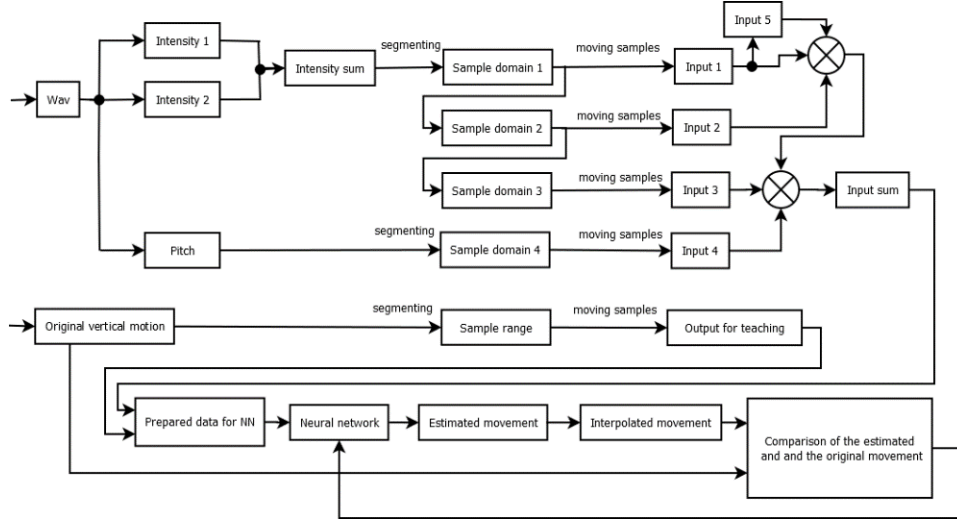 Input 5
Intensity 1
segmenting
moving samples
Intensity sum
Sample domain 1
Input 1
Wav
Intensity 2
moving samples
Sample domain 2
Input 2
moving samples
Sample domain 3
Input 3
Input sum
segmenting
moving samples
Pitch
Sample domain 4
Input 4
segmenting
moving samples
Original vertical motion
Sample range
Output for teaching
Prepared data for NN
Neural network
Estimated movement
Interpolated movement
Comparison of the estimated
and and the original movement